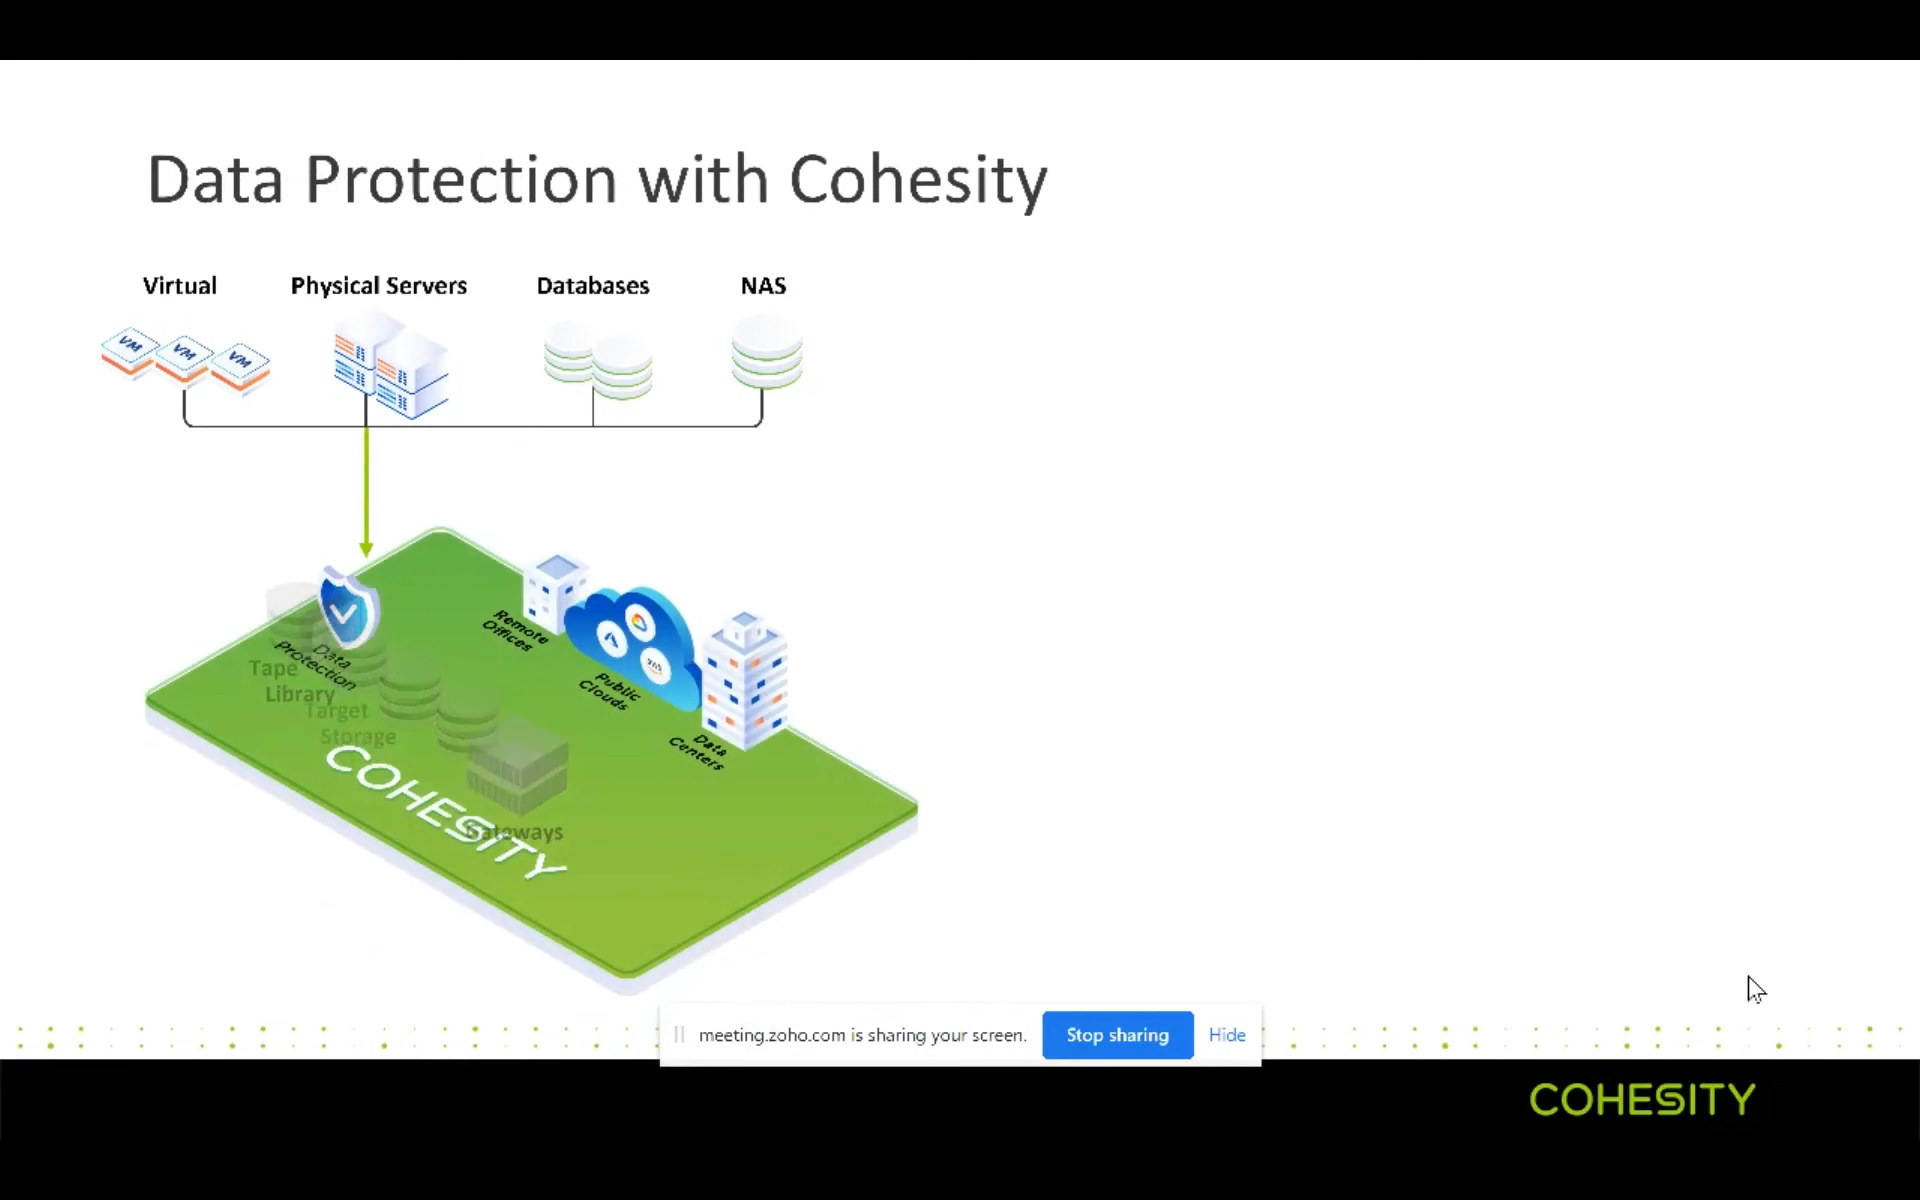 Data Protection with Cohesity
Virtual
Physical Servers
Databases
NAS
VM
VM
VM
Remote
Offices
Public
Clouds
aws
Data
Centers
Data
Protection
Tape
Library
Target
Storage
Gateways
COHESITY
meeting.zoho.com is sharing your screen.
Stop sharing
Hide
COHESITY